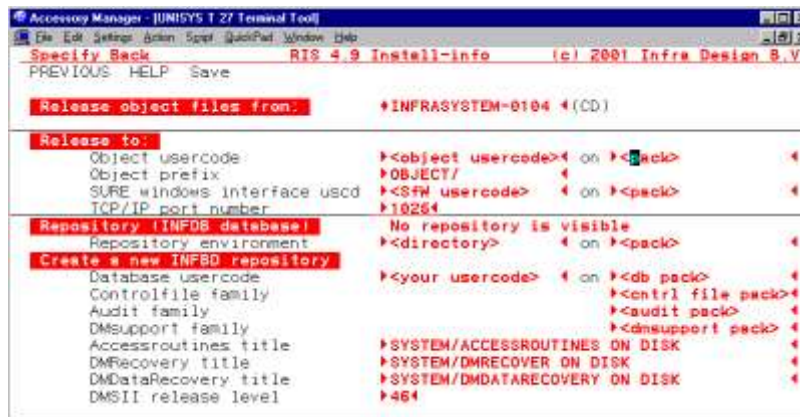 Accessory Manager - [UNISYS T 27 Terminal Tool]
File Edit Settings Action Script QuickPad Window Help
Specify Back RIS 4.9 Install-info (c) 2001 Infra Design B.V
PREVIOUS HELP Save
Release object files from: INFRASYSTEM-0104 (CD)
Release to:
Object usercode <object usercode> on <pack>
Object prefix OBJECT/
SURE windows interface uscd <SfW usercode> on <pack>
TCP/IP port number 1026
Repository (INFDB database) No repository is visible
Repository environment <directory> on <pack>
Create a new INFBD repository
Database usercode <your usercode> on <db pack>
Controlfile family <cntrl file pack>
Audit family <audit pack>
DMsupport family <dmsupport pack>
Accessroutines title SYSTEM/ACCESSROUTINES ON DISK
DMRecovery title SYSTEM/DMRECOVER ON DISK
DMDataRecovery title SYSTEM/DMDATARECOVERY ON DISK
DMSII release level 46